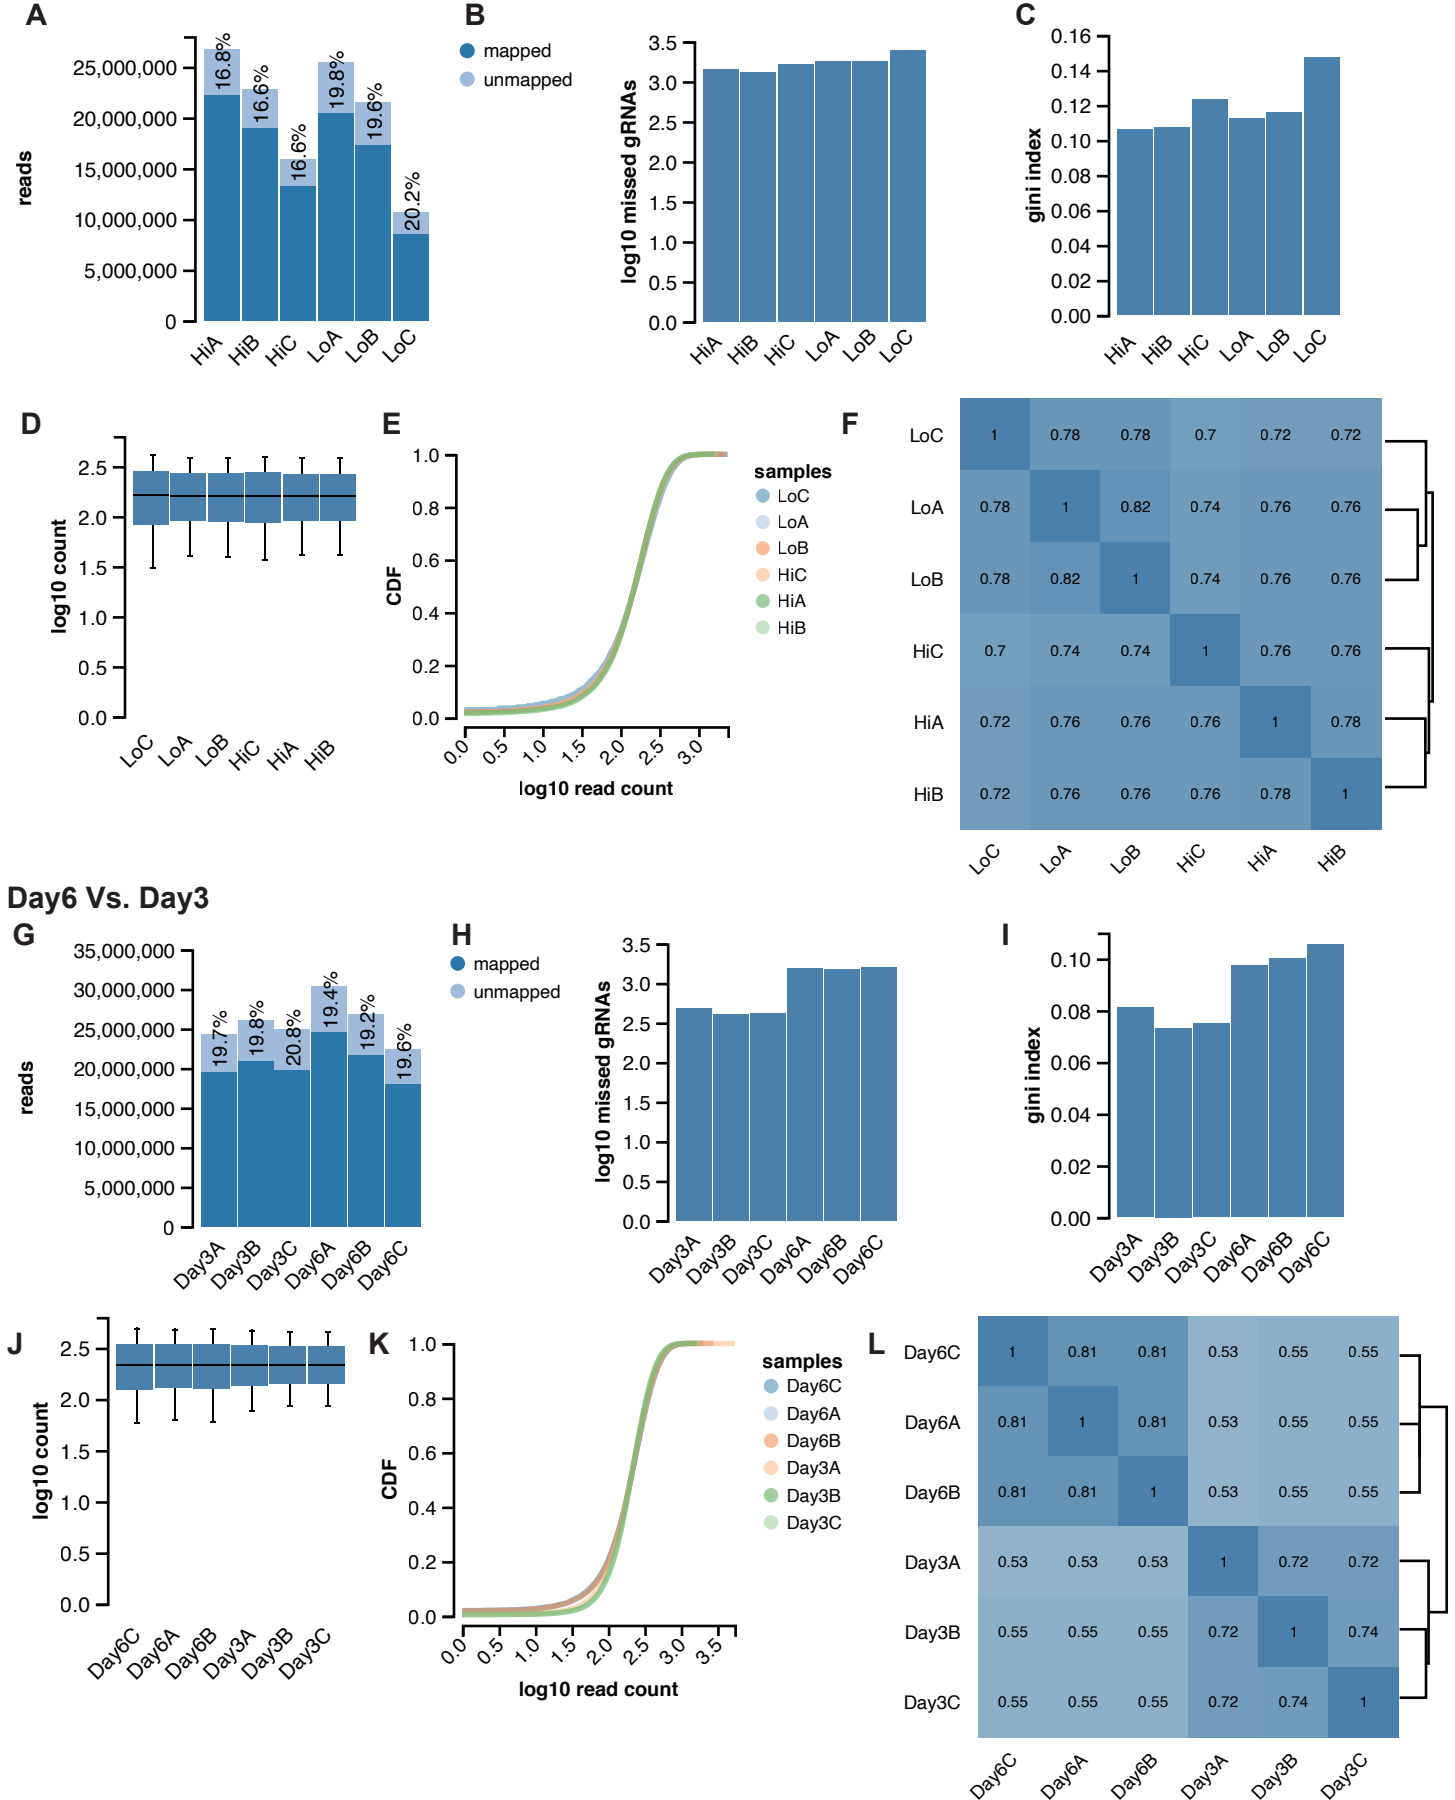 A
reads
25,000,000
20,000,000
15,000,000
10,000,000
5,000,000
0
16.8%
16.6%
16.6%
19.8%
19.6%
20.2%
HiA
HiB
HiC
LoA
LoB
LoC
B
mapped
unmapped
log10 missed gRNAs
3.5
3.0
2.5
2.0
1.5
1.0
0.5
0.0
HiA
HiB
HiC
LoA
LoB
LoC
C
gini index
0.16
0.14
0.12
0.10
0.08
0.06
0.04
0.02
0.00
HiA
HiB
HiC
LoA
LoB
LoC
D
log10 count
2.5
2.0
1.5
1.0
0.5
0.0
LoC
LoA
LoB
HiC
HiA
HiB
E
CDF
1.0
0.8
0.6
0.4
0.2
0.0
0.0
0.5
1.0
1.5
2.0
2.5
3.0
log10 read count
samples
LoC
LoA
LoB
HiC
HiA
HiB
F
LoC 1 0.78 0.78 0.7 0.72 0.72
LoA 0.78 1 0.82 0.74 0.76 0.76
LoB 0.78 0.82 1 0.74 0.76 0.76
HiC 0.7 0.74 0.74 1 0.76 0.76
HiA 0.72 0.76 0.76 0.76 1 0.78
HiB 0.72 0.76 0.76 0.76 0.78 1
LoC
LoA
LoB
HiC
HiA
HiB
Day6 Vs. Day3
G
reads
35,000,000
30,000,000
25,000,000
20,000,000
15,000,000
10,000,000
5,000,000
0
19.7%
19.8%
20.8%
19.4%
19.2%
19.6%
Day3A
Day3B
Day3C
Day6A
Day6B
Day6C
H
mapped
unmapped
log10 missed gRNAs
3.5
3.0
2.5
2.0
1.5
1.0
0.5
0.0
Day3A
Day3B
Day3C
Day6A
Day6B
Day6C
I
gini index
0.10
0.08
0.06
0.04
0.02
0.00
Day3A
Day3B
Day3C
Day6A
Day6B
Day6C
J
log10 count
2.5
2.0
1.5
1.0
0.5
0.0
Day6C
Day6A
Day6B
Day3A
Day3B
Day3C
K
CDF
1.0
0.8
0.6
0.4
0.2
0.0
0.0
0.5
1.0
1.5
2.0
2.5
3.0
3.5
log10 read count
samples
Day6C
Day6A
Day6B
Day3A
Day3B
Day3C
L
Day6C 1 0.81 0.81 0.53 0.55 0.55
Day6A 0.81 1 0.81 0.53 0.55 0.55
Day6B 0.81 0.81 1 0.53 0.55 0.55
Day3A 0.53 0.53 0.53 1 0.72 0.72
Day3B 0.55 0.55 0.55 0.72 1 0.74
Day3C 0.55 0.55 0.55 0.72 0.74 1
Day6C
Day6A
Day6B
Day3A
Day3B
Day3C